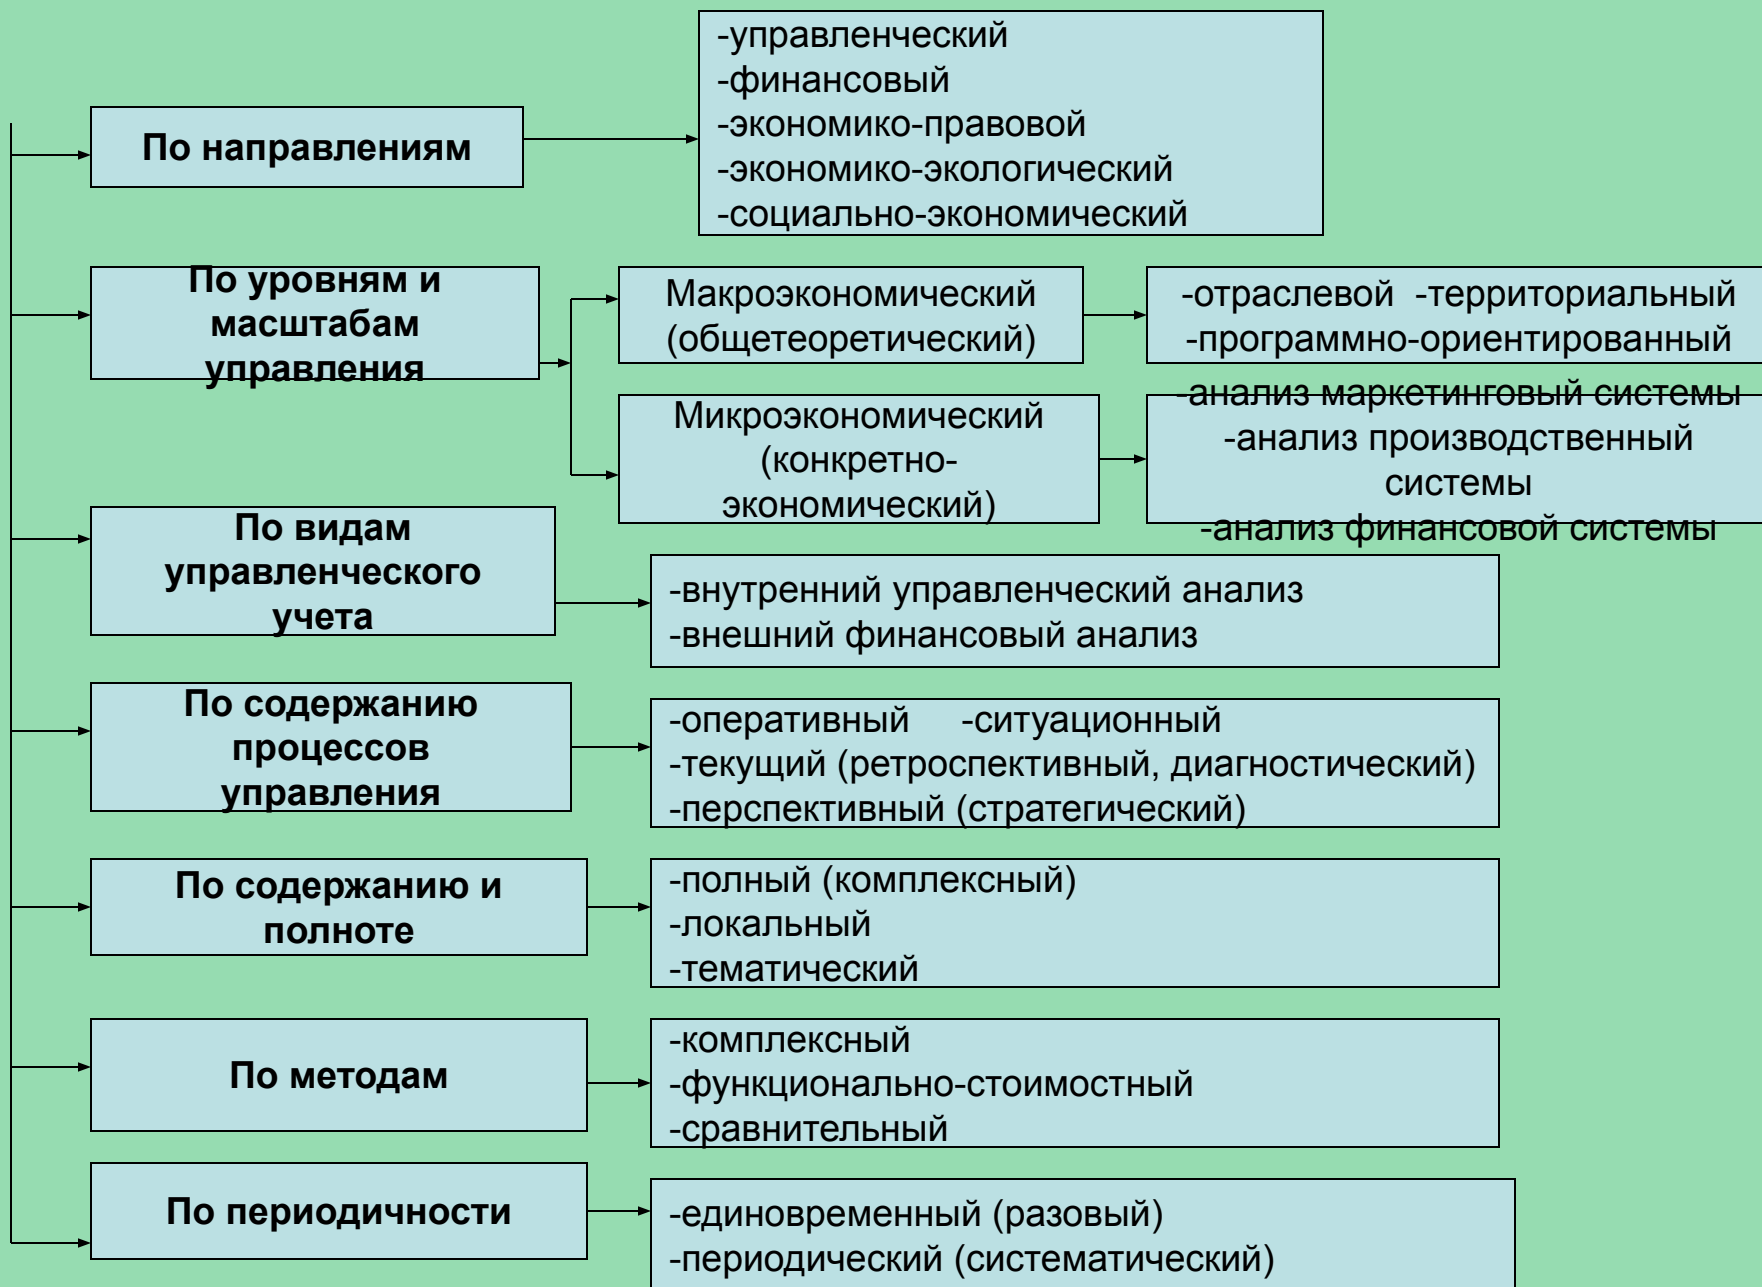 По направлениям
-управленческий
-финансовый
-экономико-правовой
-экономико-экологический
-социально-экономический
По уровням и
масштабам
управления
Макроэкономический
(общетеоретический)
-отраслевой -территориальный
-программно-ориентированный
Микроэкономический
(конкретно-
экономический)
-анализ маркетинговый системы
-анализ производственный
системы
-анализ финансовой системы
По видам
управленческого
учета
-внутренний управленческий анализ
-внешний финансовый анализ
По содержанию
процессов
управления
-оперативный -ситуационный
-текущий (ретроспективный, диагностический)
-перспективный (стратегический)
По содержанию и
полноте
-полный (комплексный)
-локальный
-тематический
По методам
-комплексный
-функционально-стоимостный
-сравнительный
По периодичности
-единовременный (разовый)
-периодический (систематический)